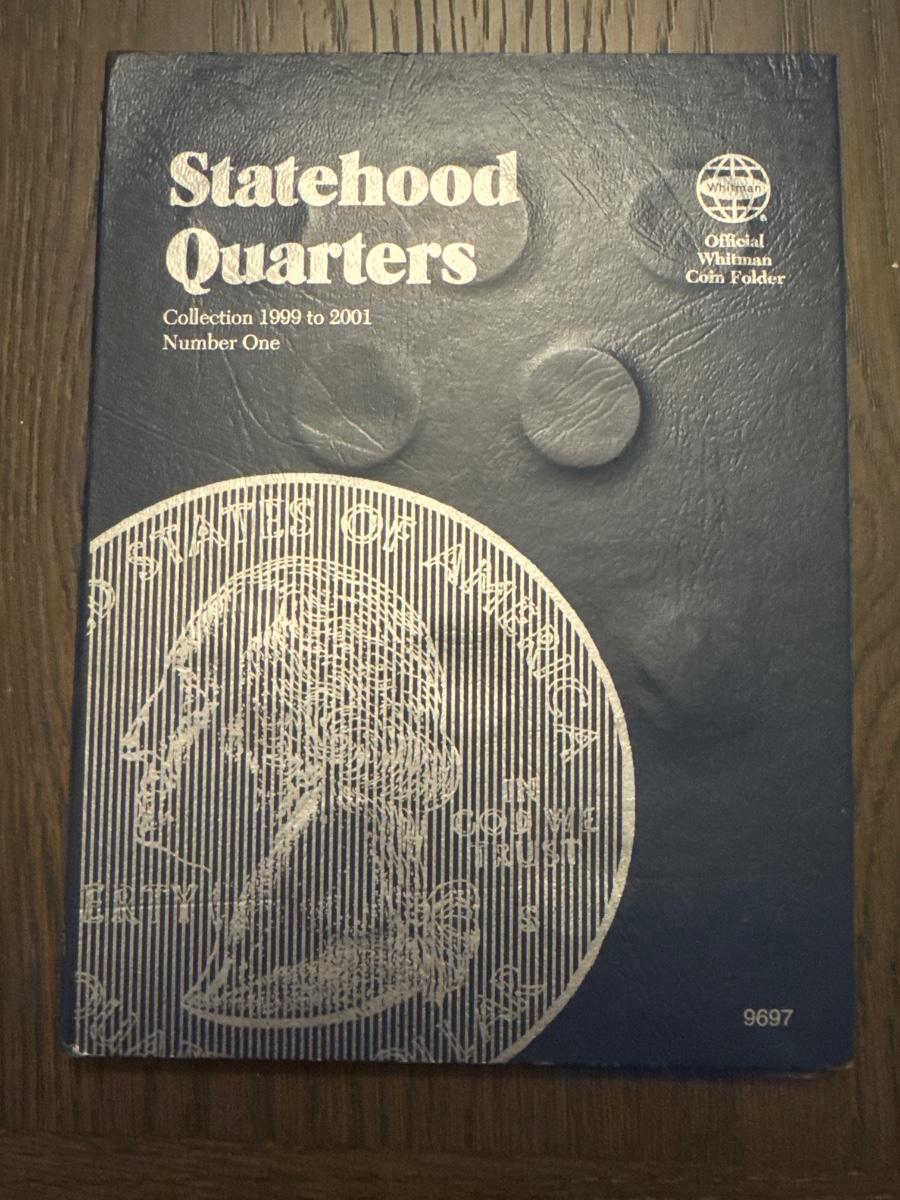 Statehood
Quarters
Collection 1999 to 2001
Number One
Whitman
Official
Whitman
Coin Folder
D STATES OF AMERICA
IN
GOD WE
TRUST
ERTY
S
9697